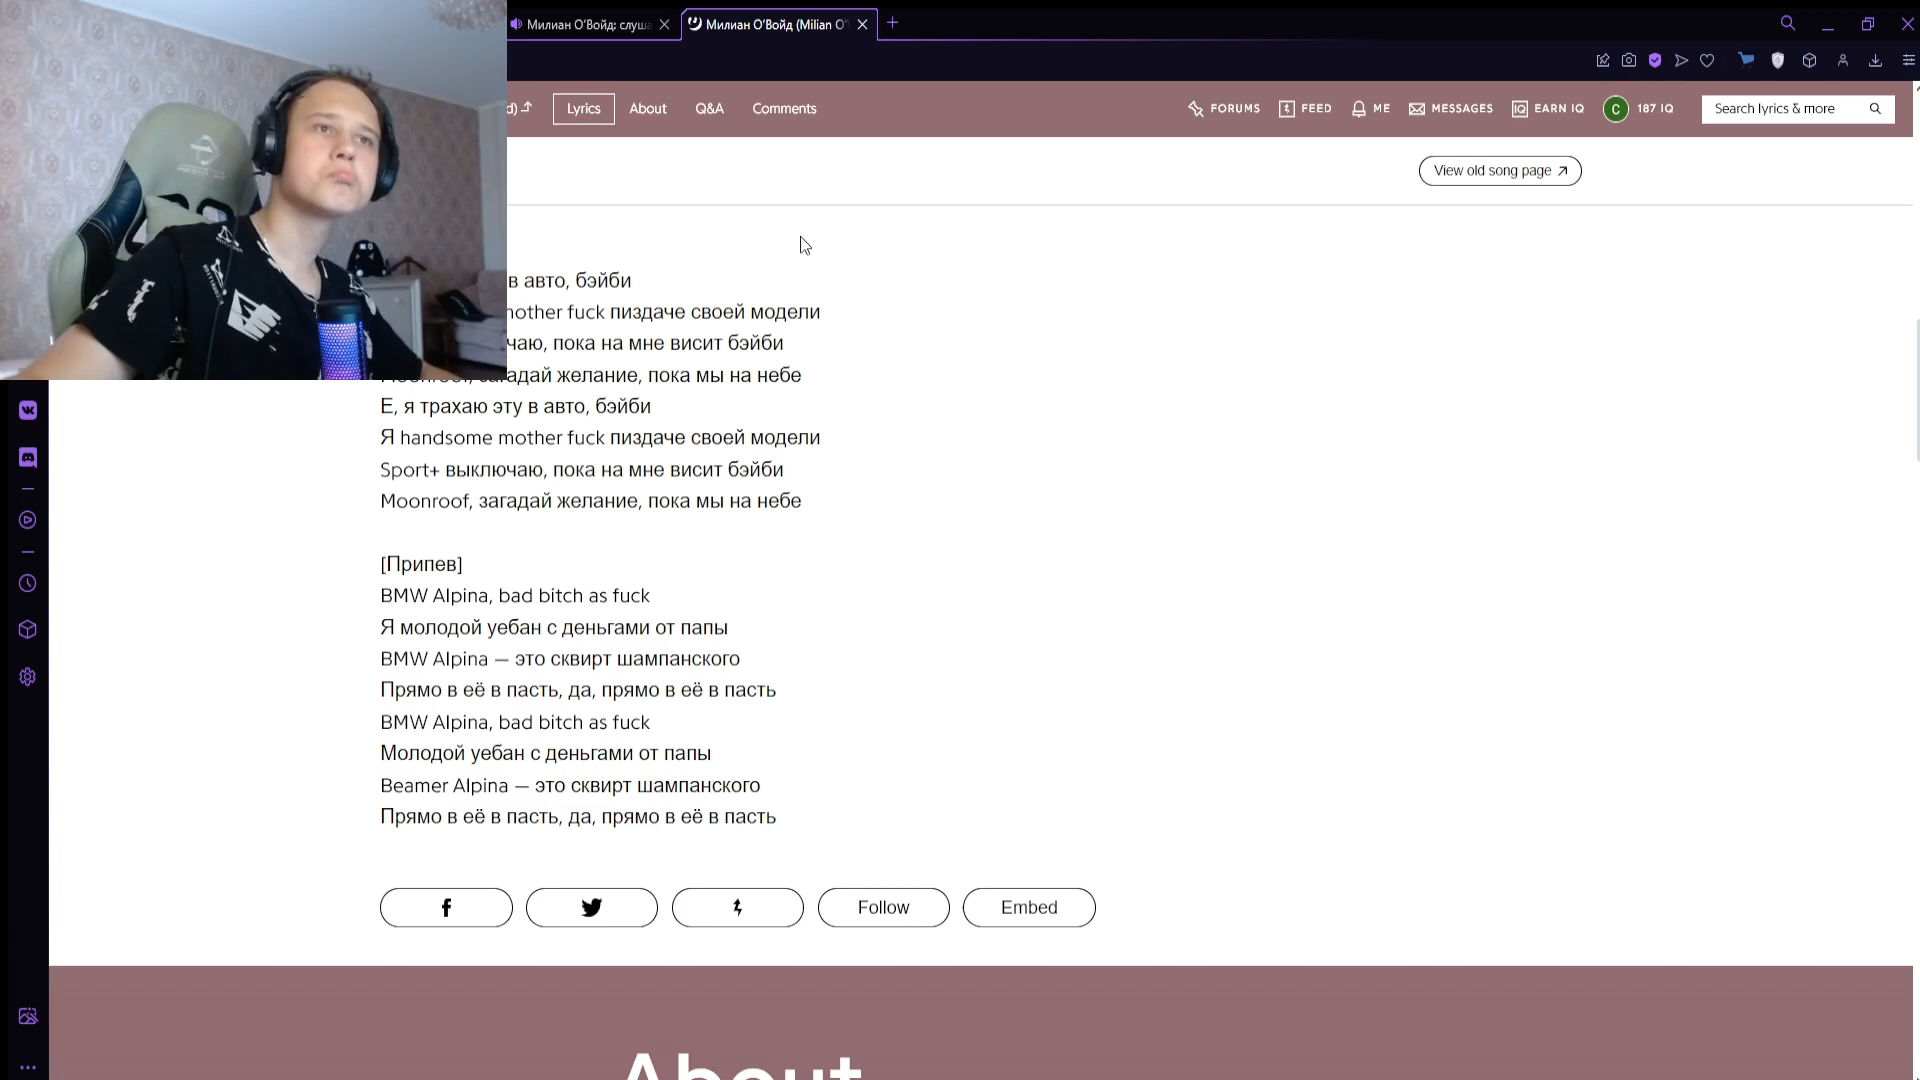 Милиан О'Войд: слуша
Милиан О'Войд (Milian O'
d)
Lyrics
About
Q&A
Comments
FORUMS
FEED
ME
MESSAGES
IQ
EARN IQ
C
187 IQ
Search lyrics & more
View old song page
в авто, бэйби
mother fuck пиздаче своей модели
чаю, пока на мне висит бэйби
Moonroof, загадай желание, пока мы на небе
Е, я трахаю эту в авто, бэйби
Я handsome mother fuck пиздаче своей модели
Sport+ выключаю, пока на мне висит бэйби
Moonroof, загадай желание, пока мы на небе
[Припев]
BMW Alpina, bad bitch as fuck
Я молодой уебан с деньгами от папы
BMW Alpina — это сквирт шампанского
Прямо в её в пасть, да, прямо в её в пасть
BMW Alpina, bad bitch as fuck
Молодой уебан с деньгами от папы
Beamer Alpina — это сквирт шампанского
Прямо в её в пасть, да, прямо в её в пасть
Follow
Embed
About